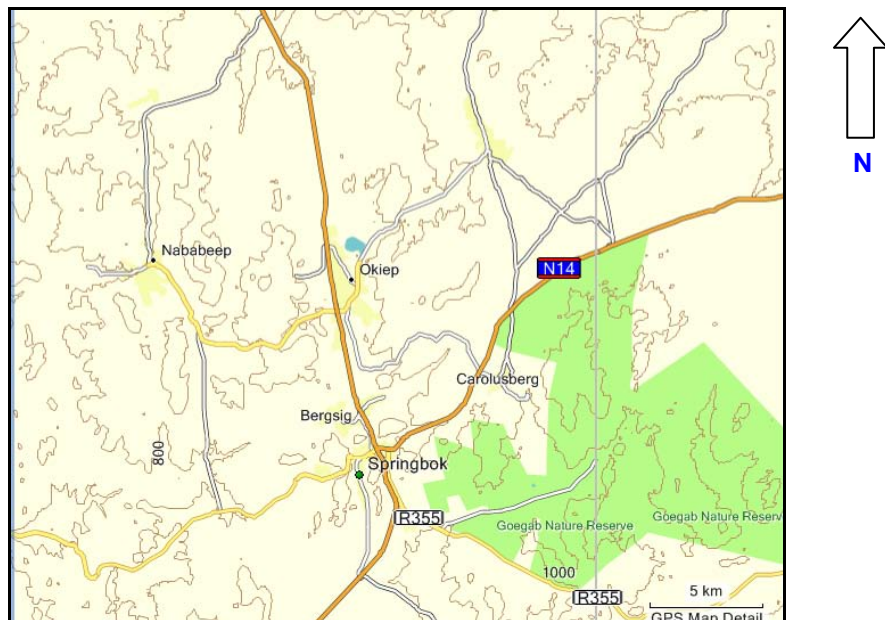 N
Nababeep
Okiep
N14
Carolusberg
Bergsig
800
Springbok
R355
Goegab Nature Reserve
Goegab Nature Reserv
1000
R355
5 km
GPS Map Detail